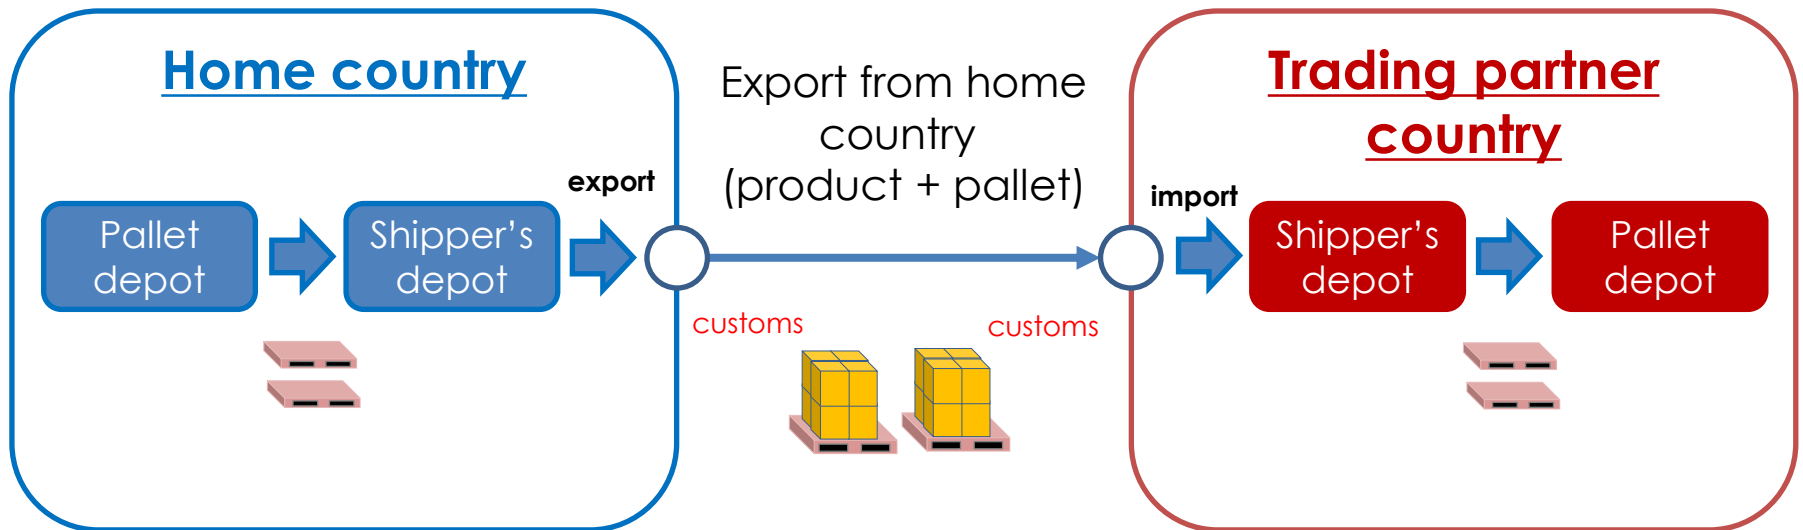 Home country
Export from home
country
(product + pallet)
Trading partner
country
export
import
Pallet
depot
Shipper's
depot
Shipper's
depot
Pallet
depot
customs
customs